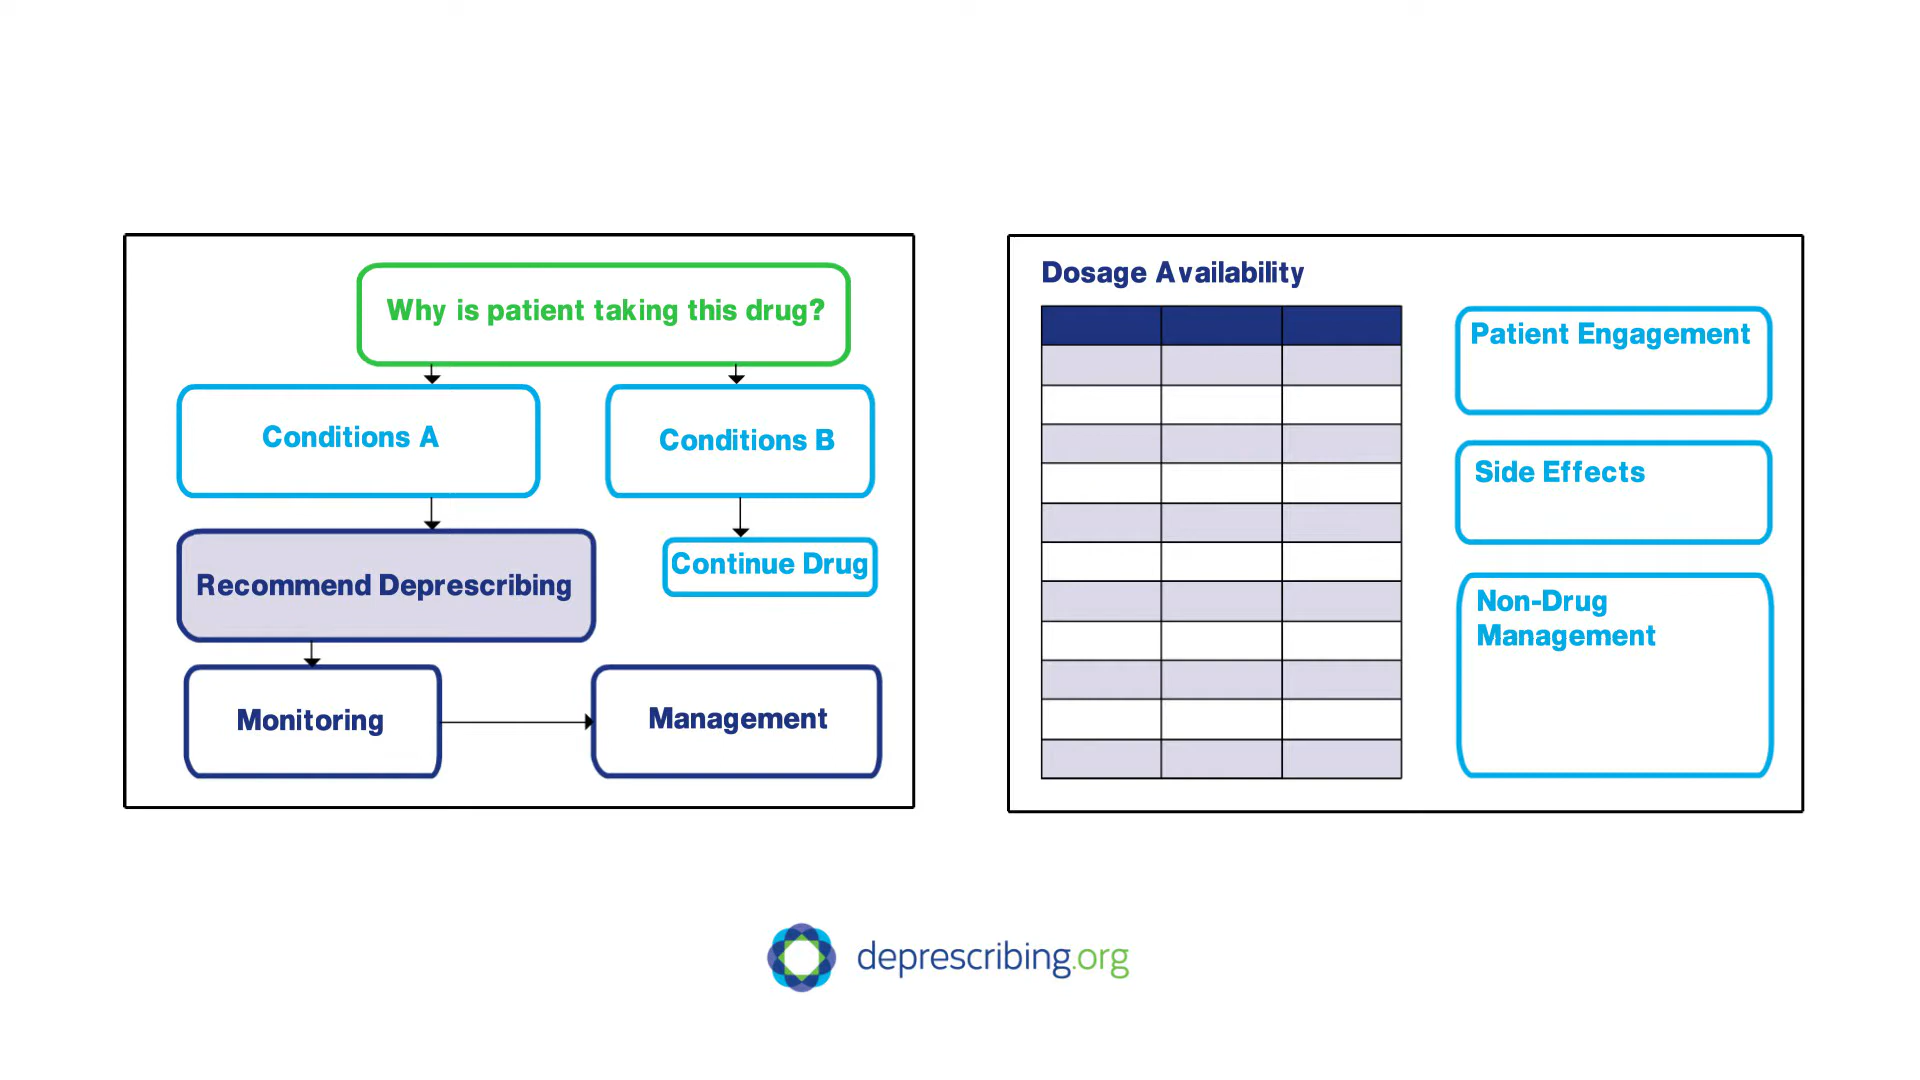 Why is patient taking this drug?
Conditions A
Conditions B
Recommend Deprescribing
Continue Drug
Monitoring
Management
Dosage Availability
Patient Engagement
Side Effects
Non-Drug
Management
deprescribing.org